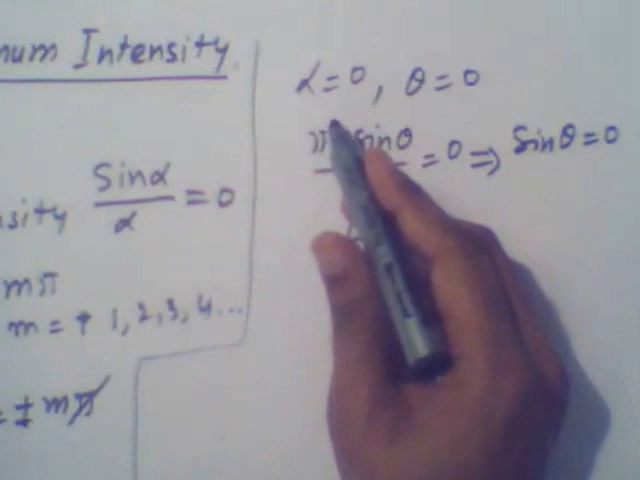 num Intensity.
Sinα
/α = 0
nsity
mπ
m = ± 1, 2, 3, 4...
= ± mπ
α = 0, θ = 0
π sinθ = 0 ⇒ Sinθ = 0